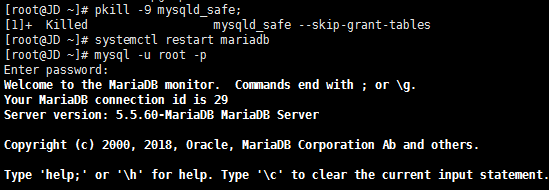 [root@JD ~]# pkill -9 mysqld_safe;
[1]+  Killed                  mysqld_safe --skip-grant-tables
[root@JD ~]# systemctl restart mariadb
[root@JD ~]# mysql -u root -p
Enter password:
Welcome to the MariaDB monitor.  Commands end with ; or \g.
Your MariaDB connection id is 29
Server version: 5.5.60-MariaDB MariaDB Server
Copyright (c) 2000, 2018, Oracle, MariaDB Corporation Ab and others.
Type 'help;' or '\h' for help. Type '\c' to clear the current input statement.